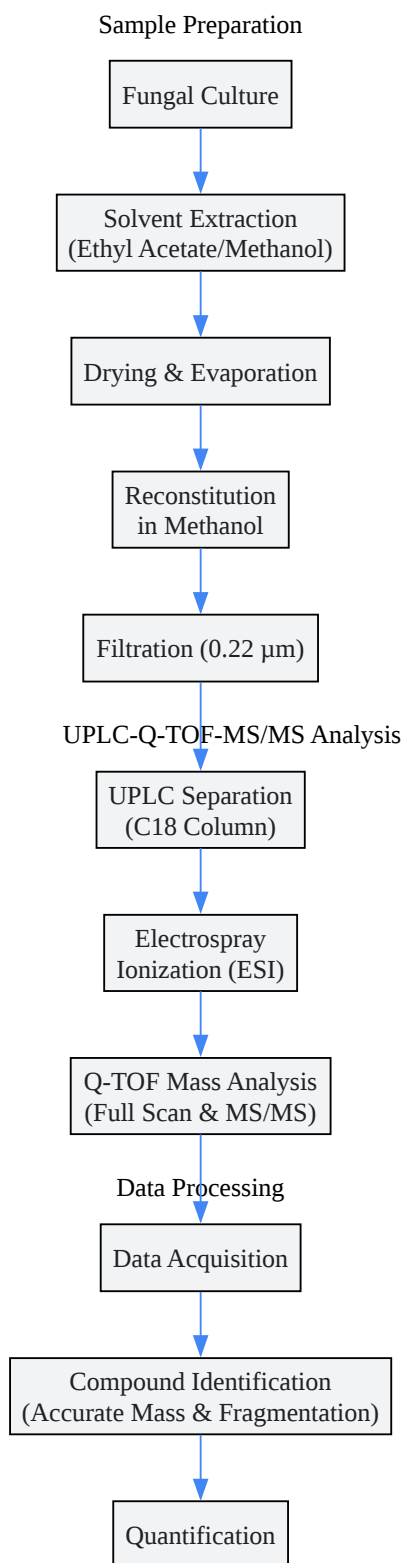 Sample Preparation
Fungal Culture
Solvent Extraction
(Ethyl Acetate/Methanol)
Drying & Evaporation
Reconstitution
in Methanol
Filtration (0.22 µm)
UPLC-Q-TOF-MS/MS Analysis
UPLC Separation
(C18 Column)
Electrospray
Ionization (ESI)
Q-TOF Mass Analysis
(Full Scan & MS/MS)
Data Processing
Data Acquisition
Compound Identification
(Accurate Mass & Fragmentation)
Quantification